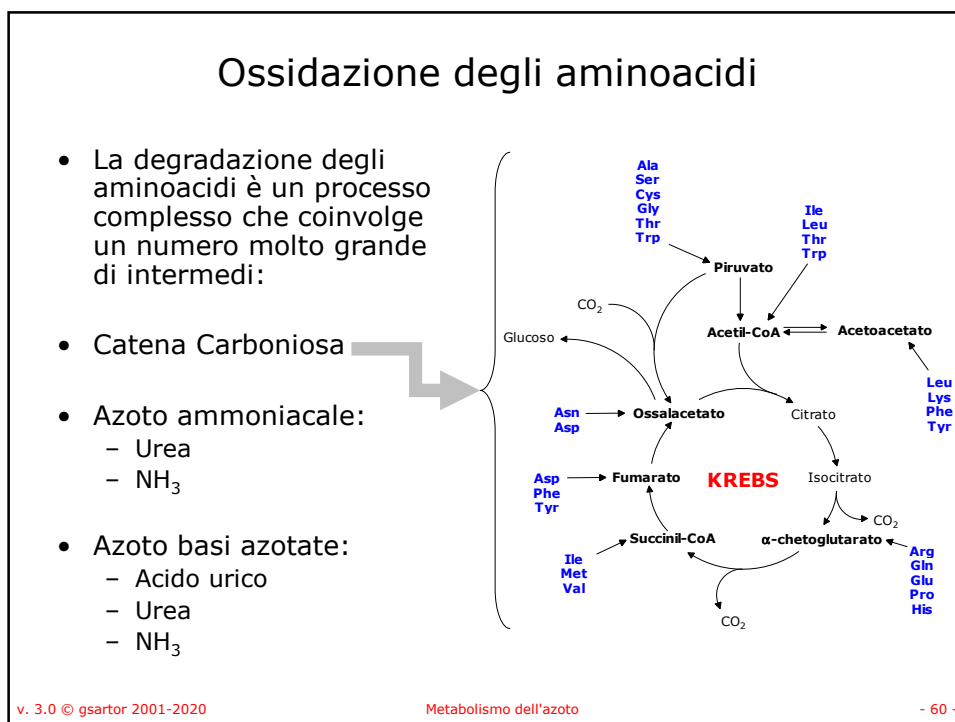 Ossidazione degli aminoacidi
• La degradazione degli
aminoacidi è un processo
complesso che coinvolge
un numero molto grande
di intermedi:
• Catena Carboniosa
• Azoto ammoniacale:
– Urea
– NH₃
• Azoto basi azotate:
– Acido urico
– Urea
– NH₃
Ala
Ser
Cys
Gly
Thr
Trp
Ile
Leu
Thr
Trp
Piruvato
CO₂
Glucoso
Acetil-CoA
Acetoacetato
Leu
Lys
Phe
Tyr
Asn
Asp
Ossalacetato
Citrato
Asp
Phe
Tyr
Fumarato
KREBS
Isocitrato
CO₂
Ile
Met
Val
Succinil-CoA
α-chetoglutarato
Arg
Gln
Glu
Pro
His
CO₂
v. 3.0 © gsartor 2001-2020
Metabolismo dell'azoto
- 60 -